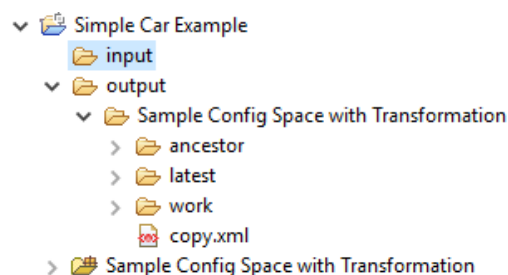 Simple Car Example
input
output
Sample Config Space with Transformation
ancestor
latest
work
copy.xml
Sample Config Space with Transformation